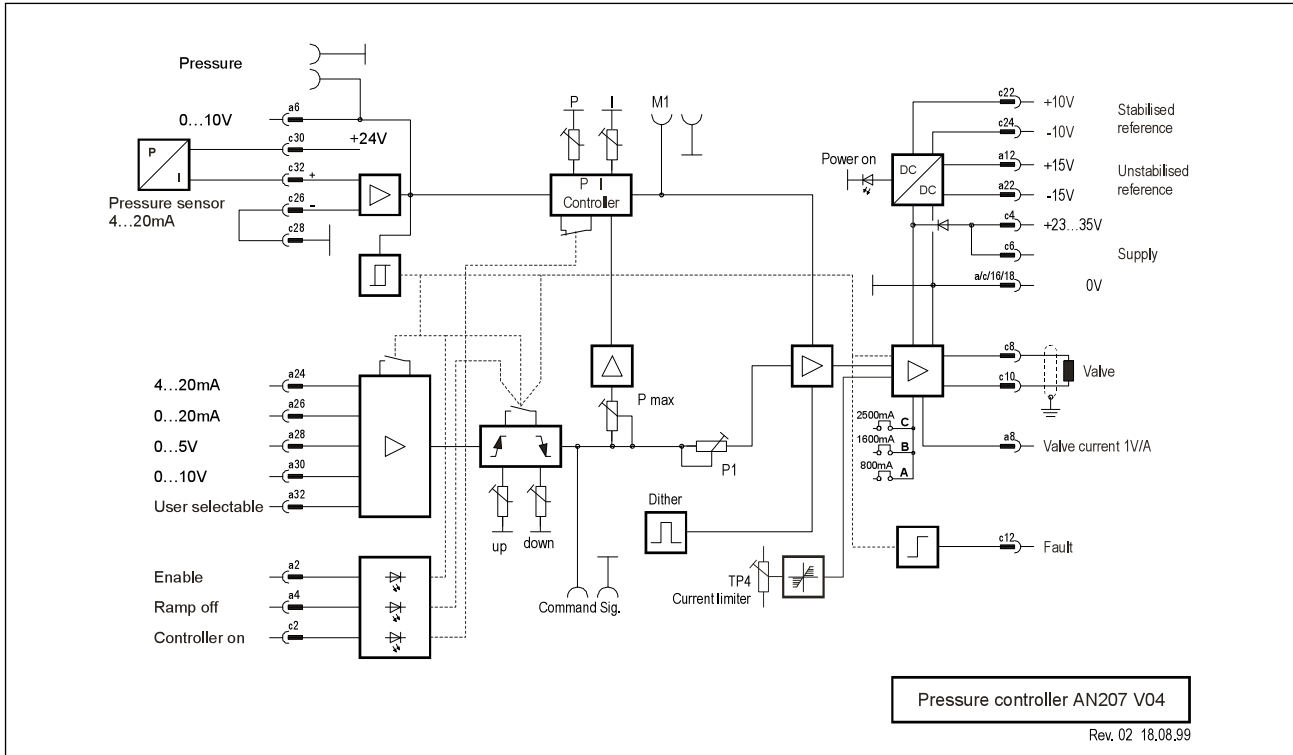 Pressure
a6
0...10V
c30
+24V
P
I
c32
+
Pressure sensor
4...20mA
c26
-
c28
P
I
M1
P I
Controller
c22
+10V
Stabilised
reference
c24
-10V
Power on
DC
DC
a12
+15V
Unstabilised
reference
a22
-15V
c4
+23...35V
c6
Supply
a/c/16/18
0V
4...20mA
a24
0...20mA
a26
0...5V
a28
0...10V
a30
User selectable
a32
up
down
P max
P1
Dither
c8
c10
Valve
2500mA
C
1600mA
B
800mA
A
a8
Valve current 1V/A
c12
Fault
TP4
Current limiter
Command Sig.
Enable
a2
Ramp off
a4
Controller on
c2
Pressure controller AN207 V04
Rev. 02 18.08.99